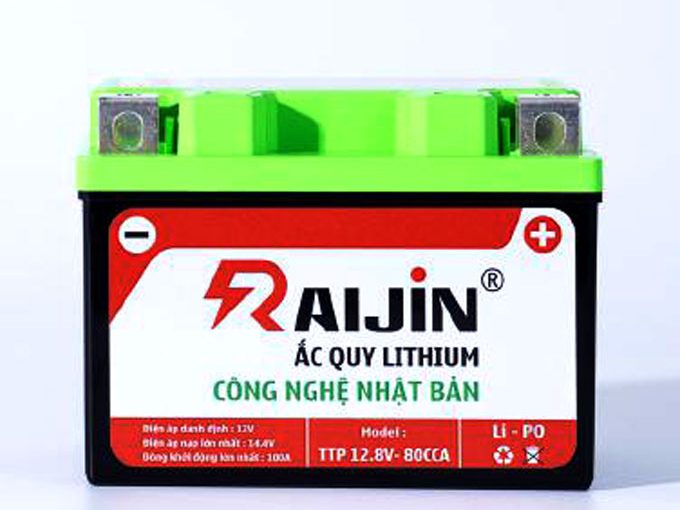 RAIJIN®
ẮC QUY LITHIUM
CÔNG NGHỆ NHẬT BẢN
Điện áp danh định : 12V
Điện áp nạp lớn nhất : 14.4V
Dòng khởi động lớn nhất : 100A
Model :
TTP 12.8V- 80CCA
Li - PO